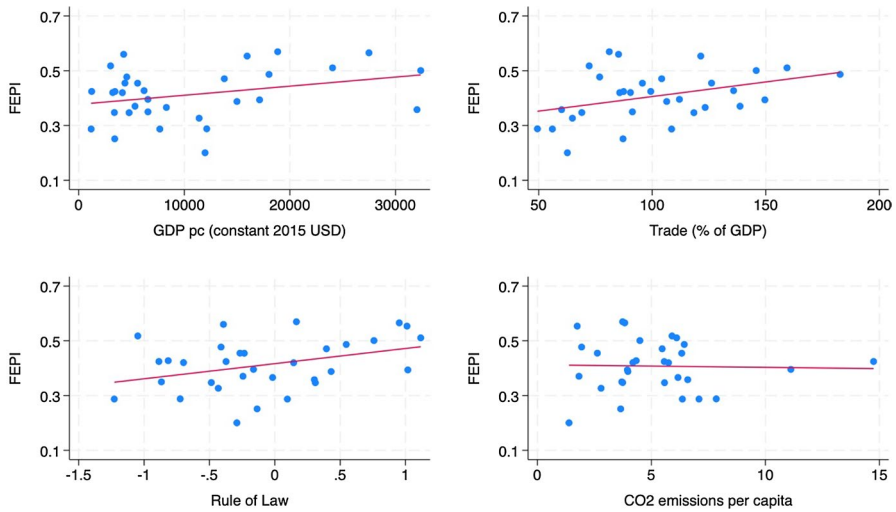 0.7 0.7
FEPI 0.5 FEPI 0.5
0.3 0.3
0.1 0.1
0 10000 20000 30000 50 100 150 200
GDP pc (constant 2015 USD) Trade (% of GDP)
0.7 0.7
FEPI 0.5 FEPI 0.5
0.3 0.3
0.1 0.1
-1.5 -1 -.5 0 .5 1 0 5 10 15
Rule of Law CO2 emissions per capita